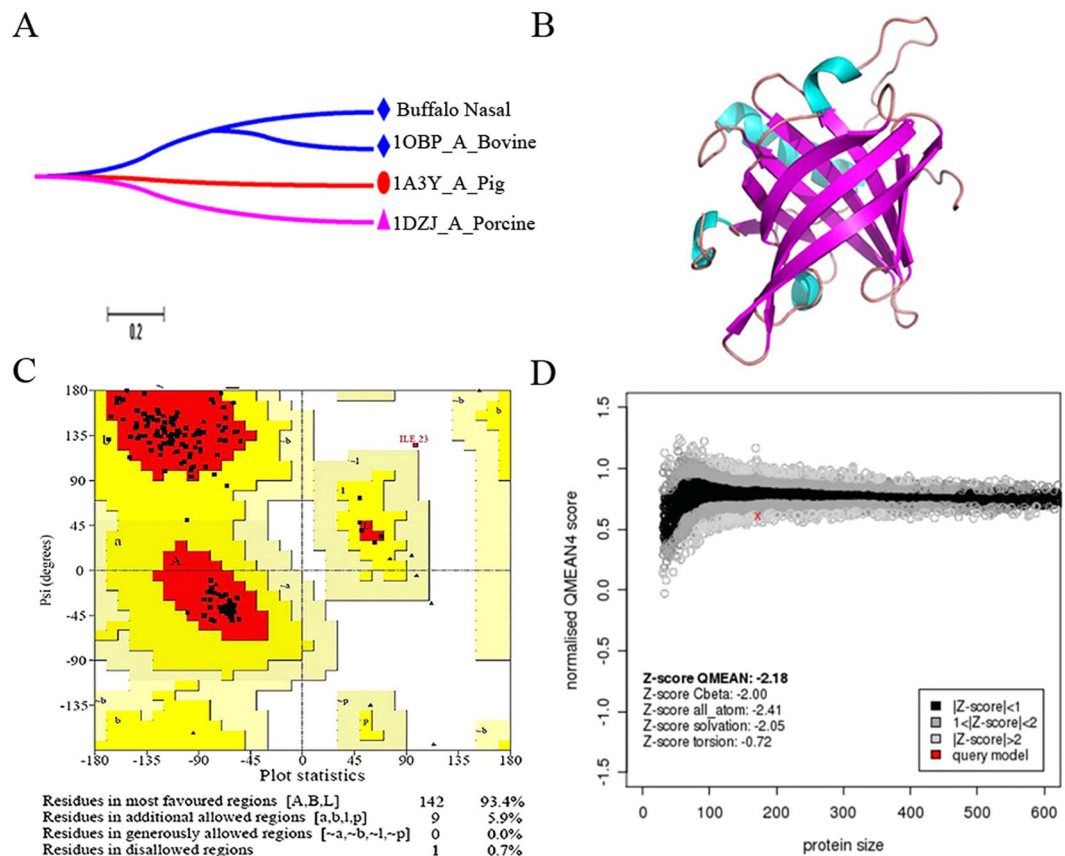 A
Buffalo Nasal
1OBP_A_Bovine
1A3Y_A_Pig
1DZJ_A_Porcine
0.2
B
C
180
135
90
45
0
-45
-90
-135
-180
Psi (degrees)
B
b
~b
a
A
~a
~b
b
~l
l
ILE 23
~b
b
~p
p
~b
b
-180 -135 -90 -45 0 45 90 135 180
Plot statistics
Residues in most favoured regions [A,B,L] 142 93.4%
Residues in additional allowed regions [a,b,l,p] 9 5.9%
Residues in generously allowed regions [~a,~b,~l,~p] 0 0.0%
Residues in disallowed regions 1 0.7%
D
normalised QMEAN4 score
1.5
1.0
0.5
0.0
-0.5
-1.0
-1.5
X
Z-score QMEAN: -2.18
Z-score Cbeta: -2.00
Z-score all_atom: -2.41
Z-score solvation: -2.05
Z-score torsion: -0.72
|Z-score|<1
1<|Z-score|<2
|Z-score|>2
query model
0 100 200 300 400 500 600
protein size